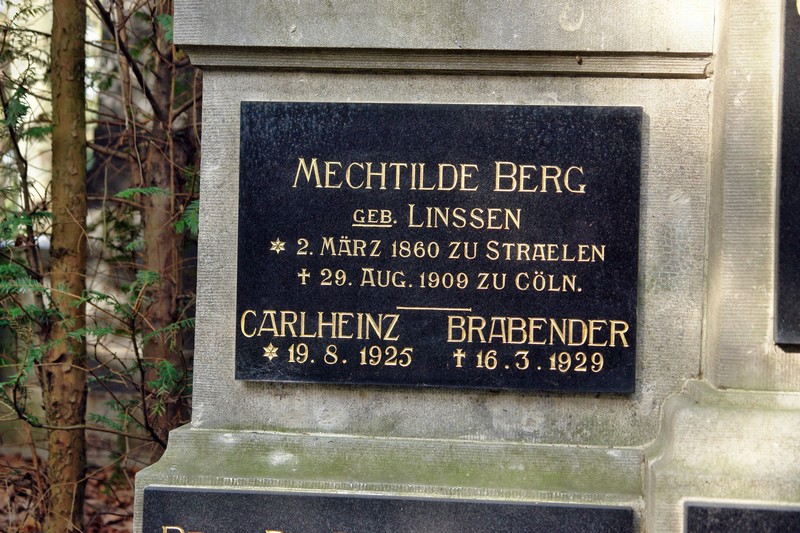 MECHTILDE BERG
GEB. LINSSEN
* 2. MÄRZ 1860 ZU STRAELEN
† 29. AUG. 1909 ZU CÖLN.
CARLHEINZ BRABENDER
* 19. 8. 1925 † 16. 3. 1929